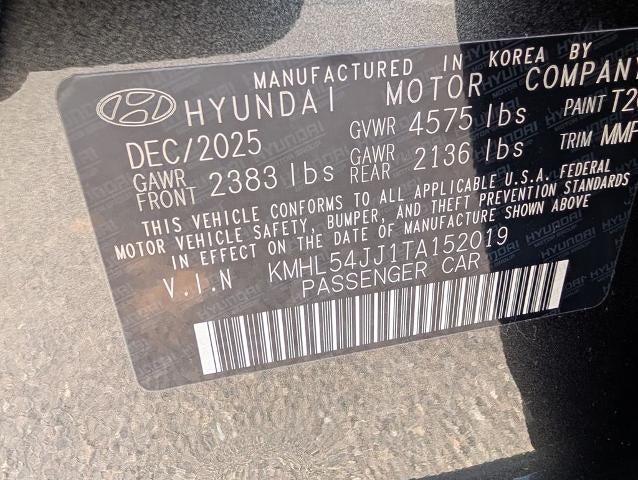 MANUFACTURED IN KOREA BY
HYUNDAI MOTOR COMPANY
DEC/2025 GVWR 4575 lbs PAINT T2
GAWR FRONT 2383 lbs GAWR REAR 2136 lbs TRIM MMF
THIS VEHICLE CONFORMS TO ALL APPLICABLE U.S.A. FEDERAL
MOTOR VEHICLE SAFETY, BUMPER, AND THEFT PREVENTION STANDARDS
IN EFFECT ON THE DATE OF MANUFACTURE SHOWN ABOVE
V.I.N KMHL54JJ1TA152019
PASSENGER CAR